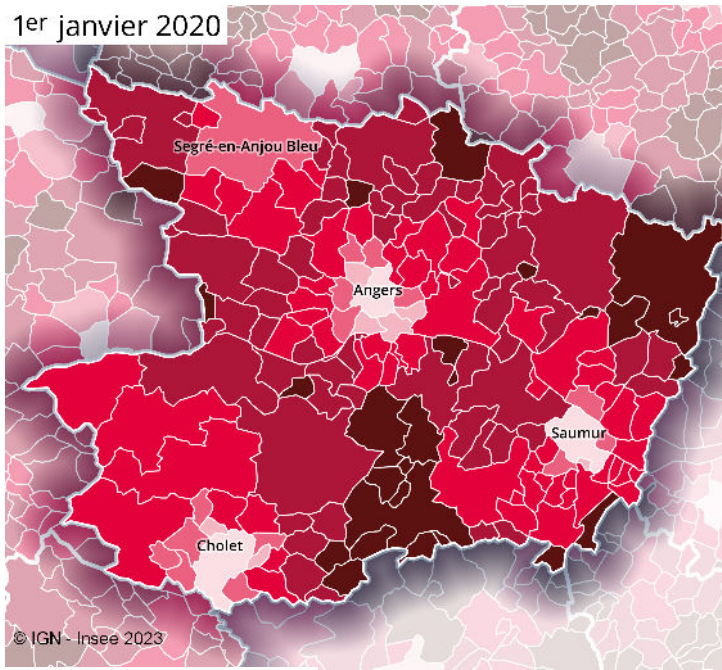 1er janvier 2020
Segré-en-Anjou Bleu
Angers
Saumur
Cholet
© IGN - Insee 2023